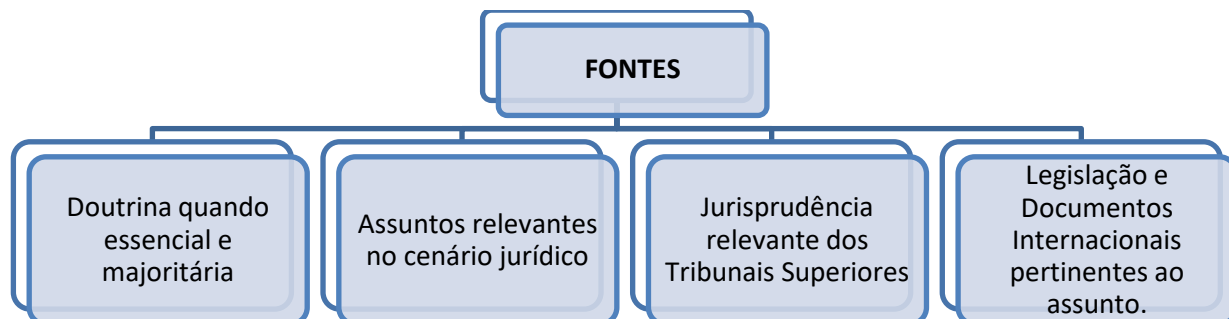 FONTES
Doutrina quando
essencial e
majoritária
Assuntos relevantes
no cenário jurídico
Jurisprudência
relevante dos
Tribunais Superiores
Legislação e
Documentos
Internacionais
pertinentes ao
assunto.